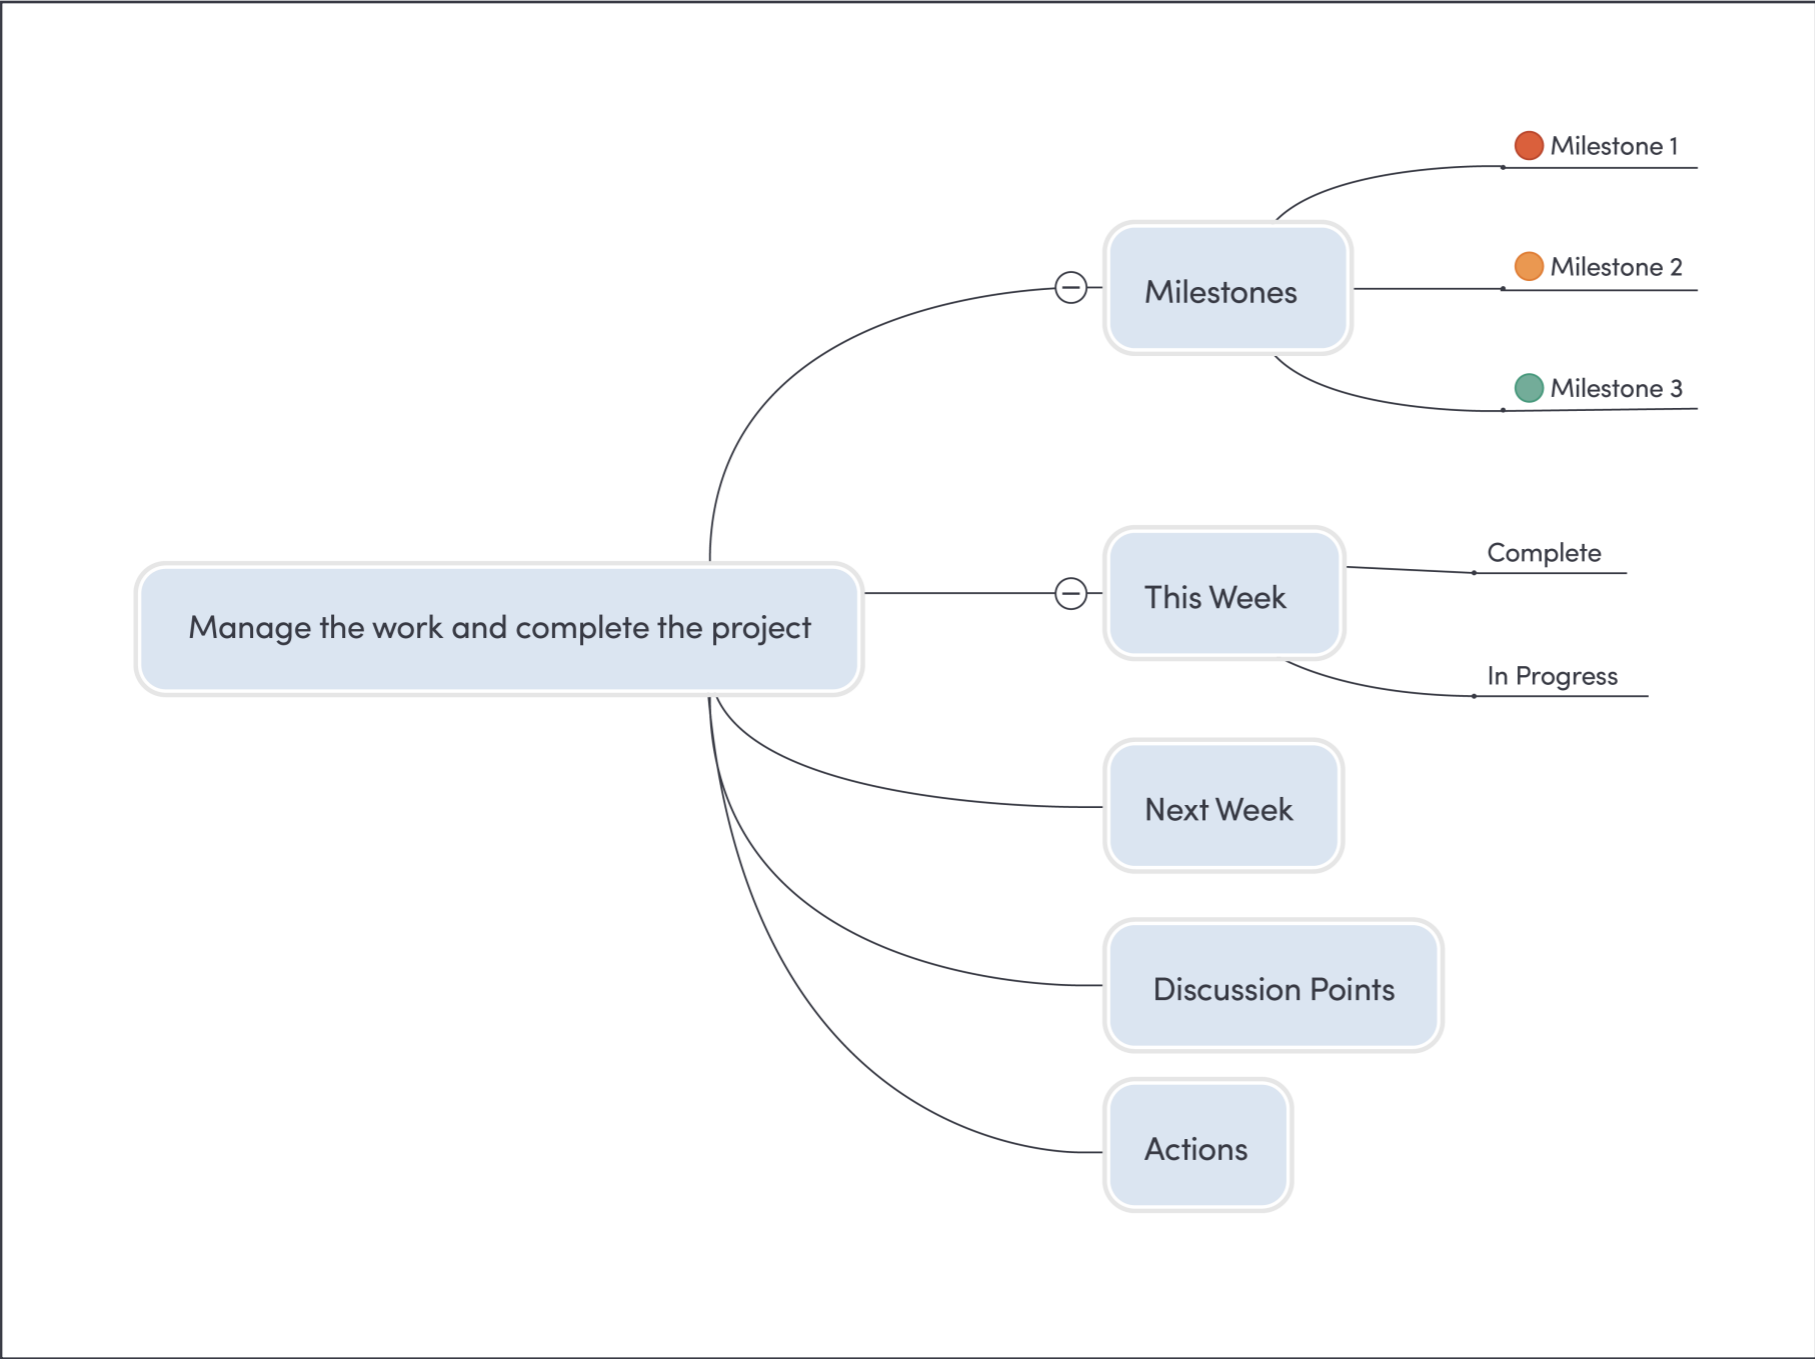 Manage the work and complete the project
Milestones
Milestone 1
Milestone 2
Milestone 3
This Week
Complete
In Progress
Next Week
Discussion Points
Actions